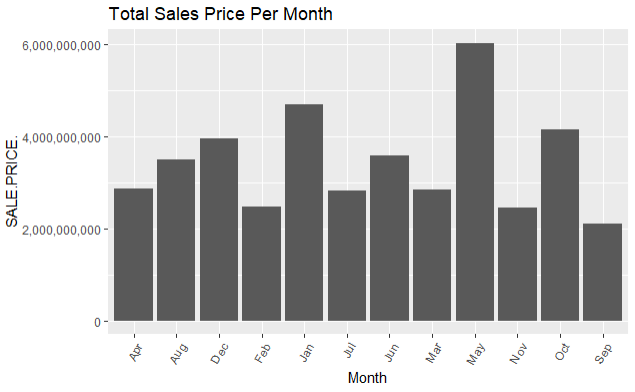 Total Sales Price Per Month
SALE.PRICE.
6,000,000,000
4,000,000,000
2,000,000,000
0
Apr Aug Dec Feb Jan Jul Jun Mar May Nov Oct Sep
Month